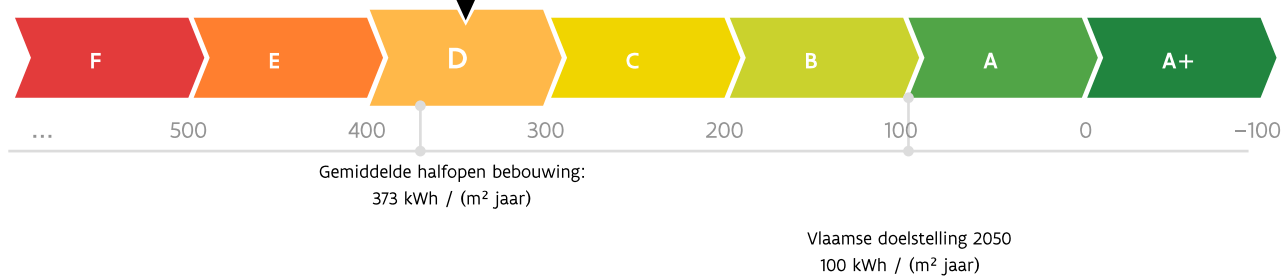 F E D C B A A+
... 500 400 300 200 100 0 –100
Gemiddelde halfopen bebouwing:
373 kWh / (m² jaar)
Vlaamse doelstelling 2050
100 kWh / (m² jaar)